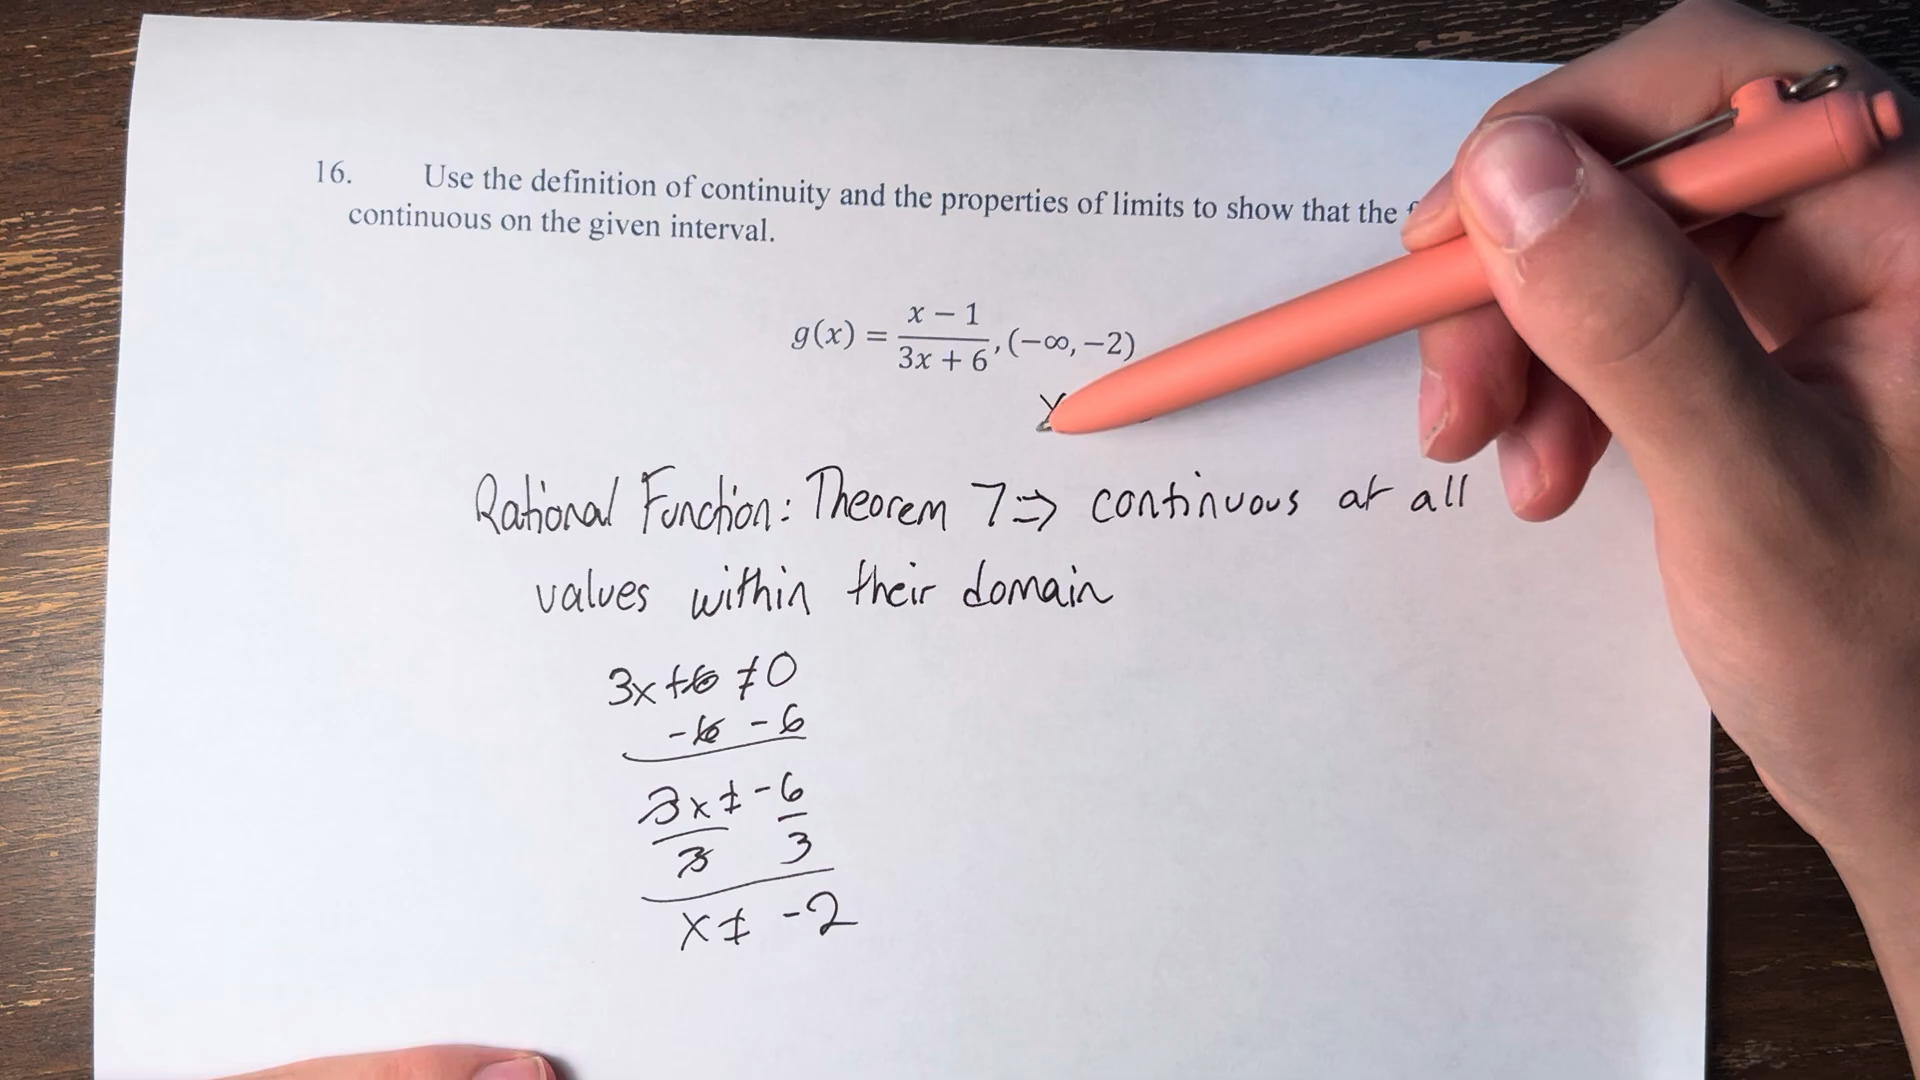 16. Use the definition of continuity and the properties of limits to show that the
continuous on the given interval.
g(x) = \frac{x − 1}{3x + 6}, (−∞, −2)
Rational Function: Theorem 7 ⇒ continuous at all
values within their domain
3x + 6 ≠ 0
- 6 - 6
3x ≠ -6
3 3
x ≠ -2